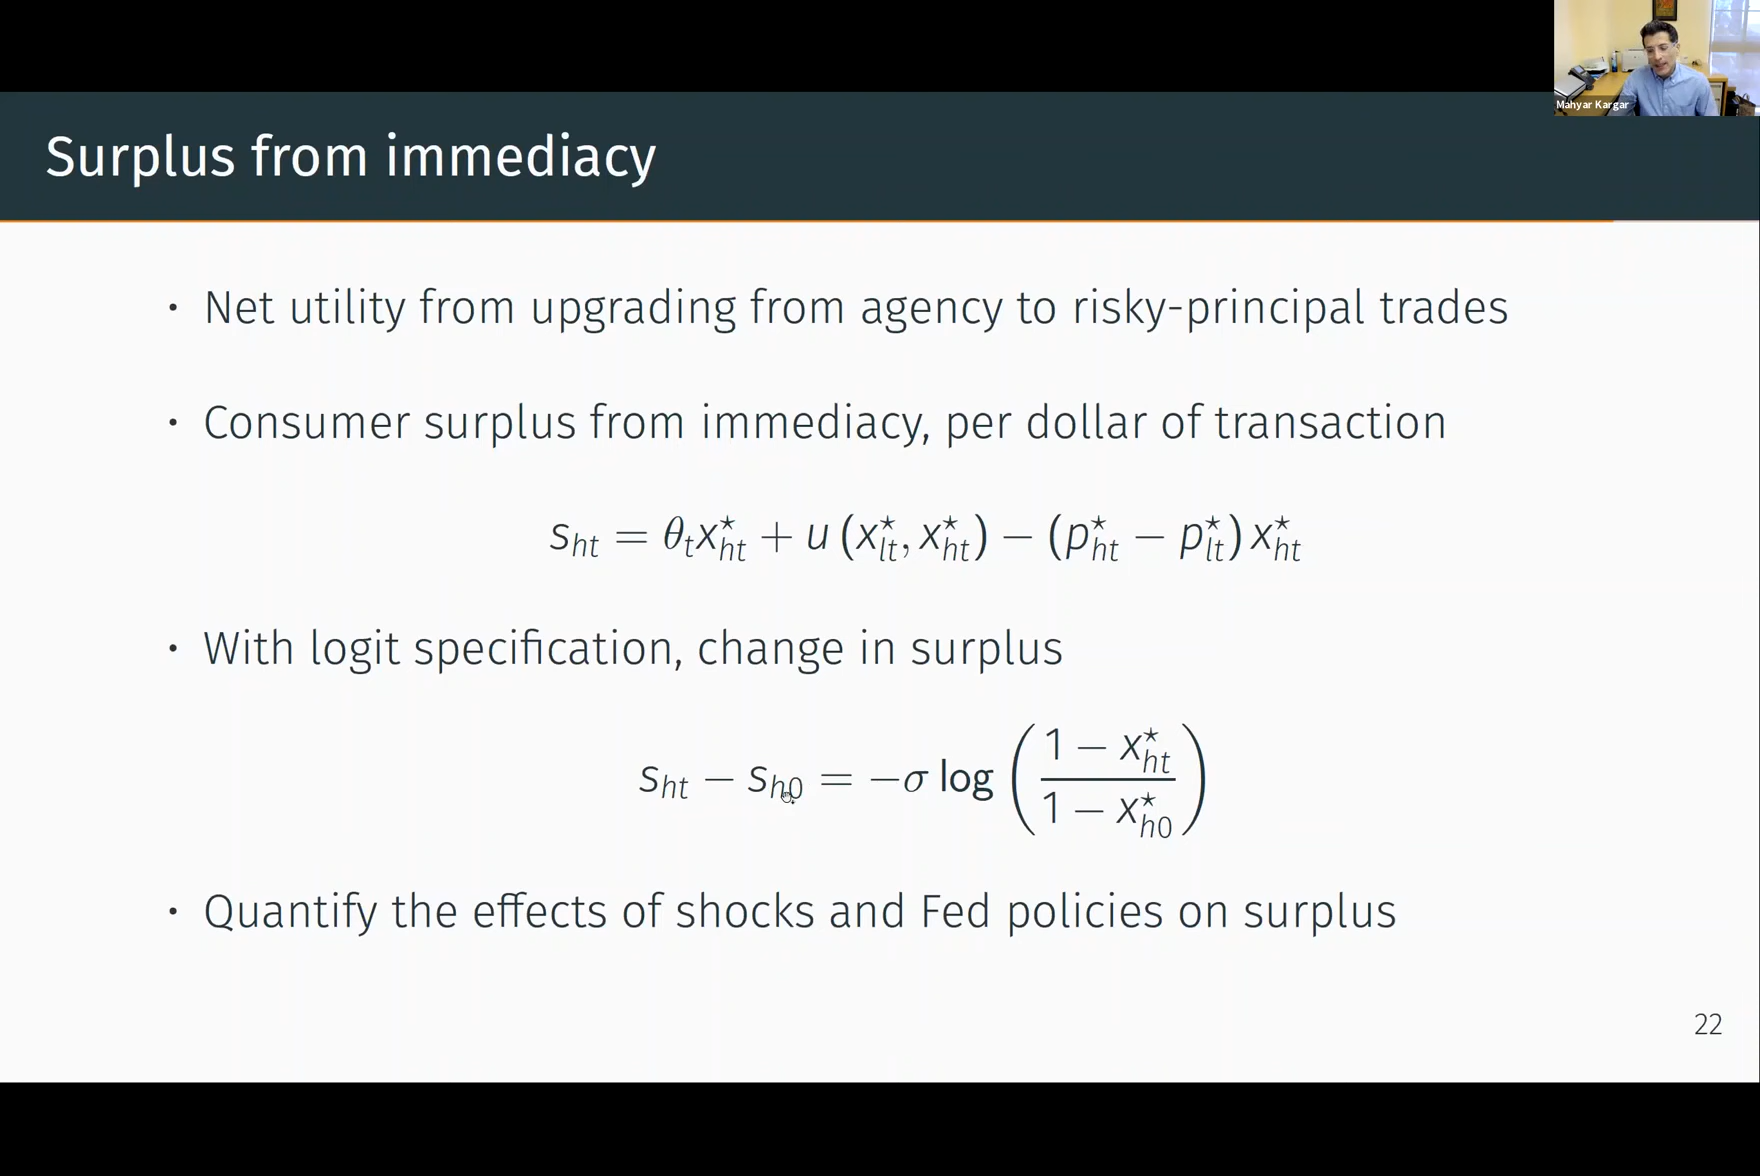 Mahyar Kargar
Surplus from immediacy
• Net utility from upgrading from agency to risky-principal trades
• Consumer surplus from immediacy, per dollar of transaction
s_{ht} = θ_t x^⋆_{ht} + u (x^⋆_{lt}, x^⋆_{ht}) − (p^⋆_{ht} − p^⋆_{lt}) x^⋆_{ht}
• With logit specification, change in surplus
s_{ht} − s_{h0} = −σ log ( (1 − x^⋆_{ht}) / (1 − x^⋆_{h0}) )
• Quantify the effects of shocks and Fed policies on surplus
22